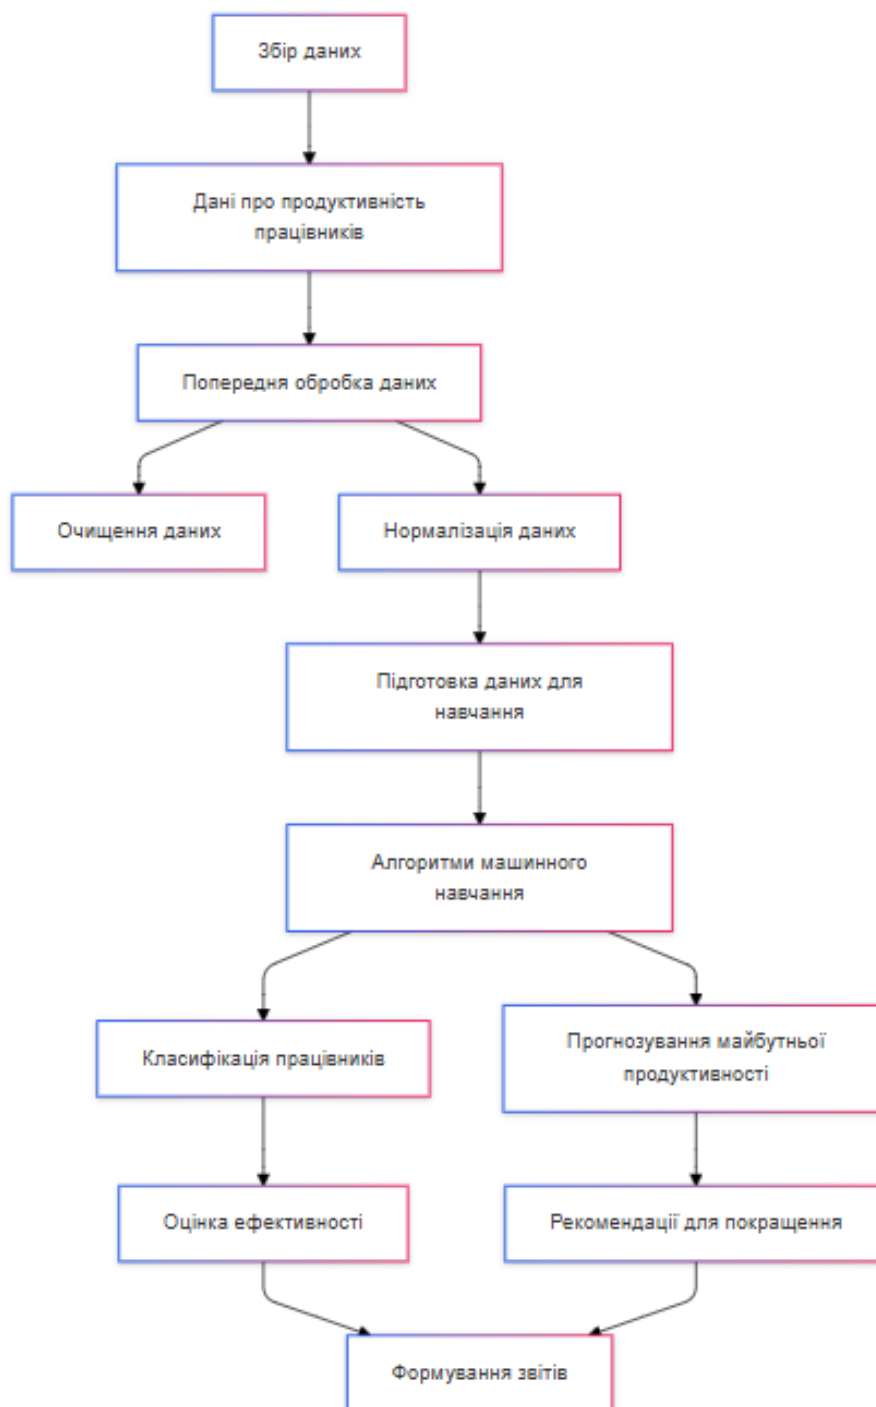 Збір даних
Дані про продуктивність
працівників
Попередня обробка даних
Очищення даних
Нормалізація даних
Підготовка даних для
навчання
Алгоритми машинного
навчання
Класифікація працівників
Прогнозування майбутньої
продуктивності
Оцінка ефективності
Рекомендації для покращення
Формування звітів